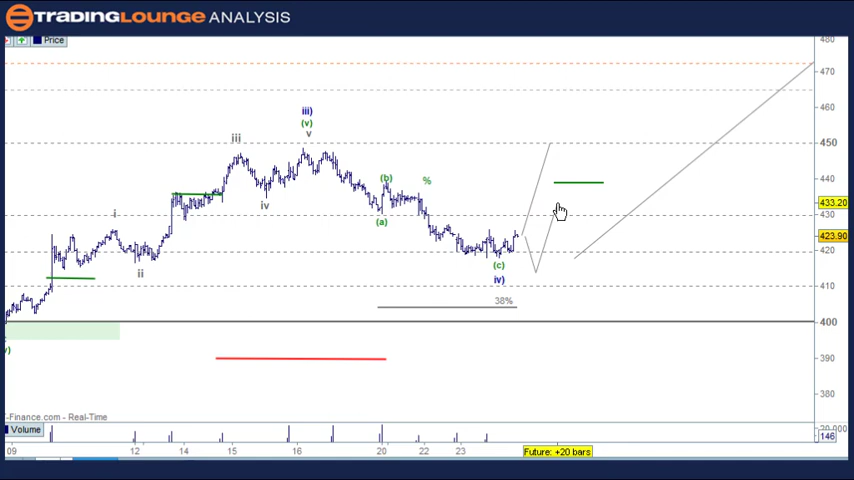 TRADINGLOUNGE ANALYSIS
Price
480
470
460
450
440
433.20
430
423.90
420
410
400
390
380
iii)
(v)
v
iii
iv
i
ii
(b)
%
(a)
(c)
iv)
38%
v)
-Finance.com - Real-Time
Volume
20,000
146
09
12
14
15
16
20
22
23
Future: +20 bars